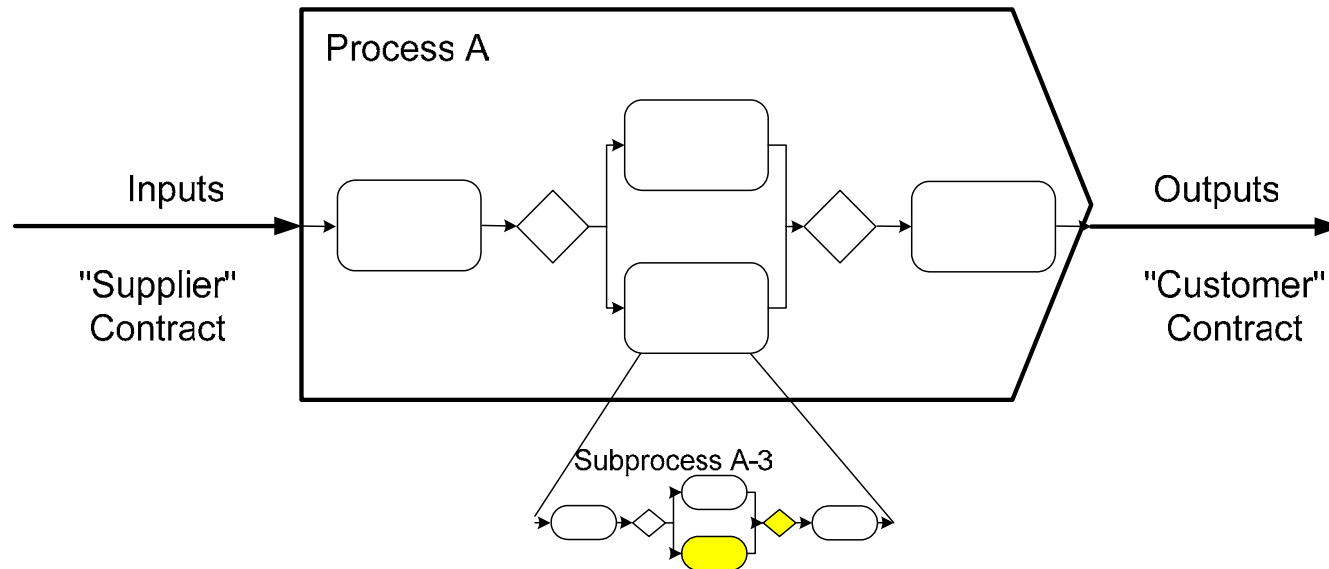 Process A
Inputs
"Supplier"
Contract
Outputs
"Customer"
Contract
Subprocess A-3